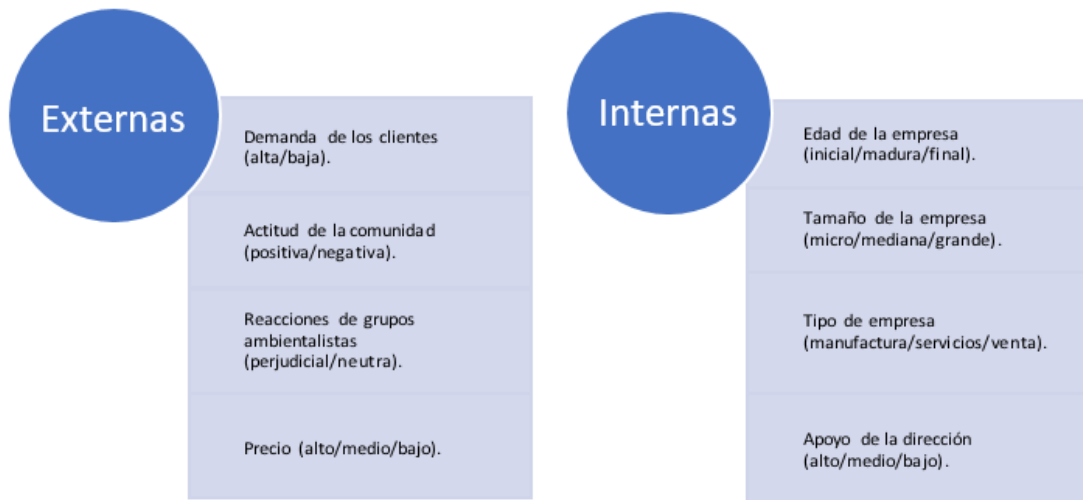 Externas
Demanda de los clientes
(alta/baja).
Actitud de la comunidad
(positiva/negativa).
Reacciones de grupos
ambientalistas
(perjudicial/neutra).
Precio (alto/medio/bajo).
Internas
Edad de la empresa
(inicial/madura/final).
Tamaño de la empresa
(micro/mediana/grande).
Tipo de empresa
(manufactura/servicios/venta).
Apoyo de la dirección
(alto/medio/bajo).